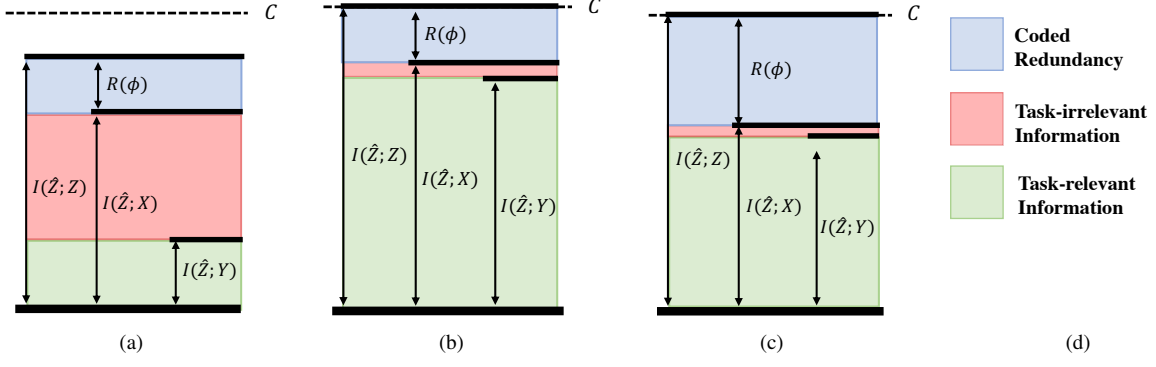 C
R(ϕ)
I(Ẑ; Z)
I(Ẑ; X)
I(Ẑ; Y)
(a)
C
R(ϕ)
I(Ẑ; Z)
I(Ẑ; X)
I(Ẑ; Y)
(b)
C
R(ϕ)
I(Ẑ; Z)
I(Ẑ; X)
I(Ẑ; Y)
(c)
Coded
Redundancy
Task-irrelevant
Information
Task-relevant
Information
(d)